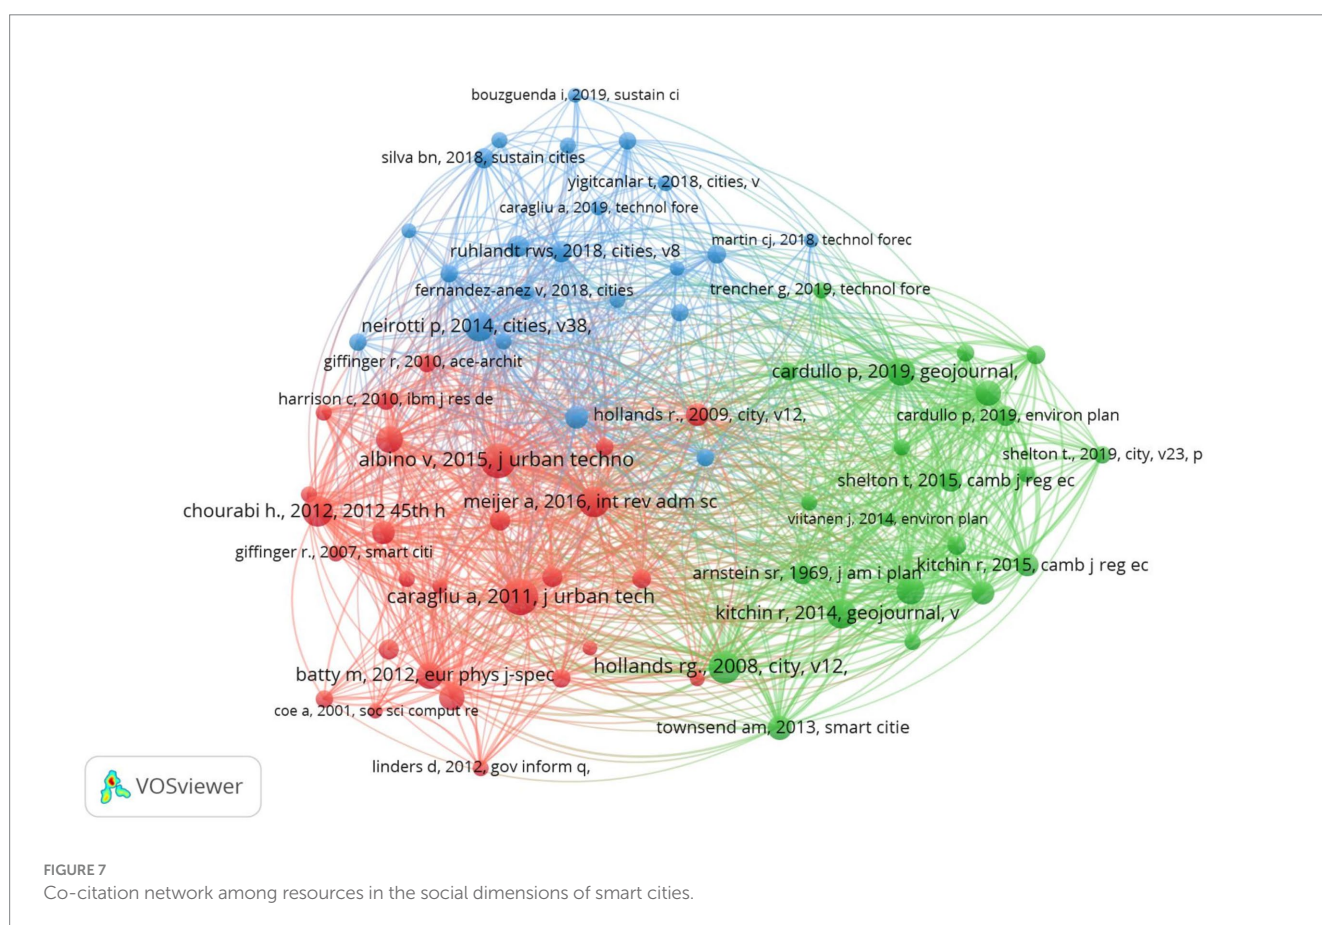 bouzguenda i, 2019, sustain ci
silva bn, 2018, sustain cities
yigitcanlar t, 2018, cities, v
caragliu a, 2019, technol fore
martin cj, 2018, technol forec
ruhlandt rws, 2018, cities, v8
trencher g, 2019, technol fore
fernandez-anez v, 2018, cities
neirotti p, 2014, cities, v38,
giffinger r, 2010, ace-archit
cardullo p, 2019, geojournal,
harrison c, 2010, ibm j res de
hollands r., 2009, city, v12,
cardullo p, 2019, environ plan
albino v, 2015, j urban techno
shelton t., 2019, city, v23, p
shelton t, 2015, camb j reg ec
meijer a, 2016, int rev adm sc
chourabi h., 2012, 2012 45th h
viitanen j, 2014, environ plan
giffinger r., 2007, smart citi
arnstein sr, 1969, j am i plan
kitchin r, 2015, camb j reg ec
caragliu a, 2011, j urban tech
kitchin r, 2014, geojournal, v
hollands rg., 2008, city, v12,
batty m, 2012, eur phys j-spec
coe a, 2001, soc sci comput re
townsend am, 2013, smart citie
linders d, 2012, gov inform q,
VOSviewer
FIGURE 7
Co-citation network among resources in the social dimensions of smart cities.